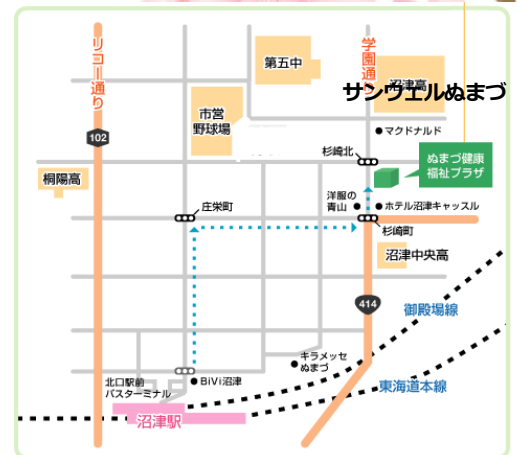 リコー通り
学園通り
第五中
沼津高
サンウエルぬまづ
市営
野球場
マクドナルド
102
杉崎北
ぬまづ健康
福祉プラザ
桐陽高
洋服の
青山
ホテル沼津キャッスル
庄栄町
杉崎町
沼津中央高
414
御殿場線
キラメッセ
ぬまづ
北口駅前
バスターミナル
BiVi沼津
東海道本線
沼津駅